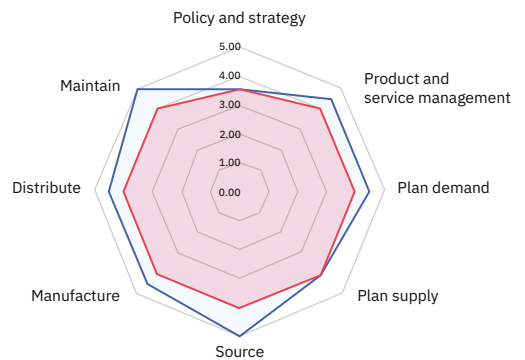 Policy and strategy
5.00
4.00
3.00
2.00
1.00
0.00
Product and
service management
Plan demand
Plan supply
Source
Manufacture
Distribute
Maintain